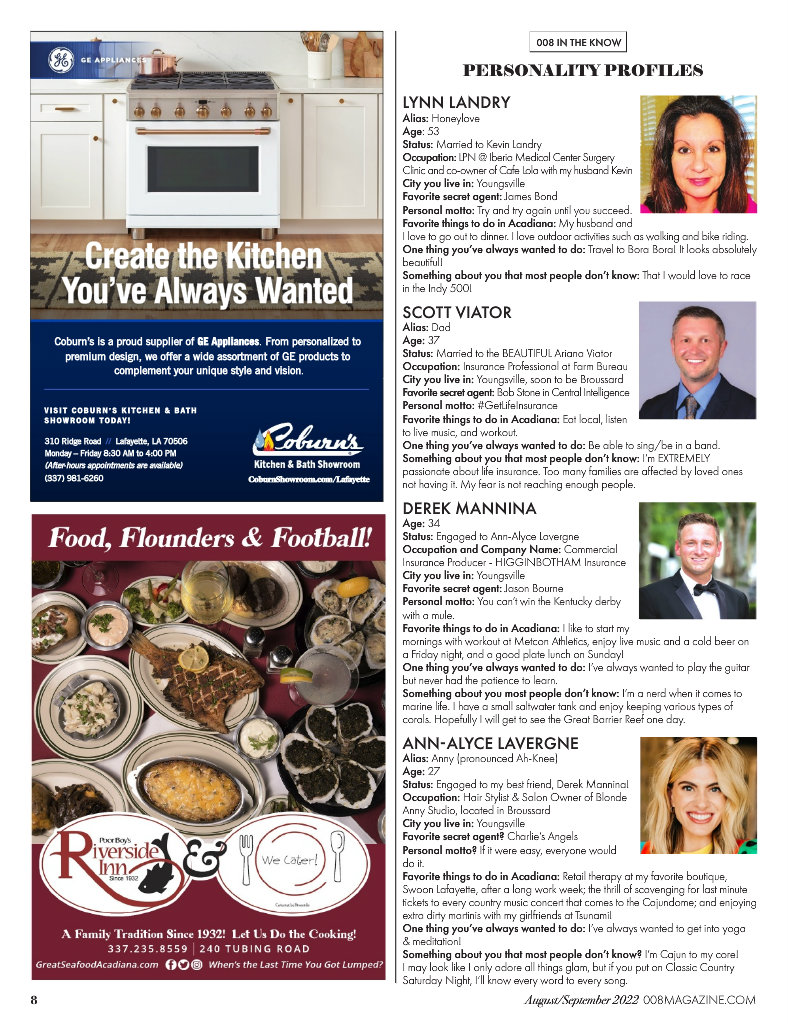 GE APPLIANCES
Create the Kitchen
You've Always Wanted
Coburn's is a proud supplier of GE Appliances. From personalized to
premium design, we offer a wide assortment of GE products to
complement your unique style and vision.
VISIT COBURN'S KITCHEN & BATH
SHOWROOM TODAY!
310 Ridge Road // Lafayette, LA 70506
Monday – Friday 8:30 AM to 4:00 PM
(After-hours appointments are available)
(337) 981-6260
Coburn's
Kitchen & Bath Showroom
CoburnShowroom.com/Lafayette
Food, Flounders & Football!
Poor Boy's
Riverside
Inn
Since 1932
&
We Cater!
A Family Tradition Since 1932! Let Us Do the Cooking!
337.235.8559 | 240 TUBING ROAD
GreatSeafoodAcadiana.com When's the Last Time You Got Lumped?
008 IN THE KNOW
PERSONALITY PROFILES
LYNN LANDRY
Alias: Honeylove
Age: 53
Status: Married to Kevin Landry
Occupation: LPN @ Iberia Medical Center Surgery
Clinic and co-owner of Cafe Lola with my husband Kevin
City you live in: Youngsville
Favorite secret agent: James Bond
Personal motto: Try and try again until you succeed.
Favorite things to do in Acadiana: My husband and
I love to go out to dinner. I love outdoor activities such as walking and bike riding.
One thing you've always wanted to do: Travel to Bora Bora! It looks absolutely
beautiful!
Something about you that most people don't know: That I would love to race
in the Indy 500!
SCOTT VIATOR
Alias: Dad
Age: 37
Status: Married to the BEAUTIFUL Ariana Viator
Occupation: Insurance Professional at Farm Bureau
City you live in: Youngsville, soon to be Broussard
Favorite secret agent: Bob Stone in Central Intelligence
Personal motto: #GetLifeInsurance
Favorite things to do in Acadiana: Eat local, listen
to live music, and workout.
One thing you've always wanted to do: Be able to sing/be in a band.
Something about you that most people don't know: I'm EXTREMELY
passionate about life insurance. Too many families are affected by loved ones
not having it. My fear is not reaching enough people.
DEREK MANNINA
Age: 34
Status: Engaged to Ann-Alyce Lavergne
Occupation and Company Name: Commercial
Insurance Producer - HIGGINBOTHAM Insurance
City you live in: Youngsville
Favorite secret agent: Jason Bourne
Personal motto: You can't win the Kentucky derby
with a mule.
Favorite things to do in Acadiana: I like to start my
mornings with workout at Metcon Athletics, enjoy live music and a cold beer on
a Friday night, and a good plate lunch on Sunday!
One thing you've always wanted to do: I've always wanted to play the guitar
but never had the patience to learn.
Something about you most people don't know: I'm a nerd when it comes to
marine life. I have a small saltwater tank and enjoy keeping various types of
corals. Hopefully I will get to see the Great Barrier Reef one day.
ANN-ALYCE LAVERGNE
Alias: Anny (pronounced Ah-Knee)
Age: 27
Status: Engaged to my best friend, Derek Mannina!
Occupation: Hair Stylist & Salon Owner of Blonde
Anny Studio, located in Broussard
City you live in: Youngsville
Favorite secret agent? Charlie's Angels
Personal motto? If it were easy, everyone would
do it.
Favorite things to do in Acadiana: Retail therapy at my favorite boutique,
Swoon Lafayette, after a long work week; the thrill of scavenging for last minute
tickets to every country music concert that comes to the Cajundome; and enjoying
extra dirty martinis with my girlfriends at Tsunami!
One thing you've always wanted to do: I've always wanted to get into yoga
& meditation!
Something about you that most people don't know? I'm Cajun to my core!
I may look like I only adore all things glam, but if you put on Classic Country
Saturday Night, I'll know every word to every song.
8
August/September 2022 008MAGAZINE.COM